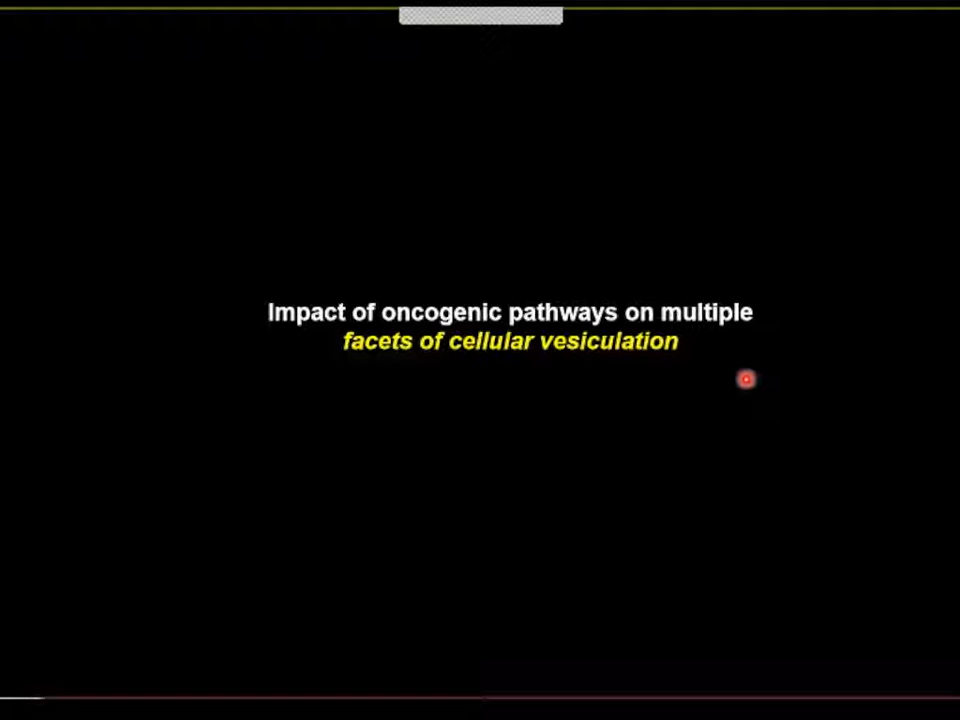 Impact of oncogenic pathways on multiple
facets of cellular vesiculation